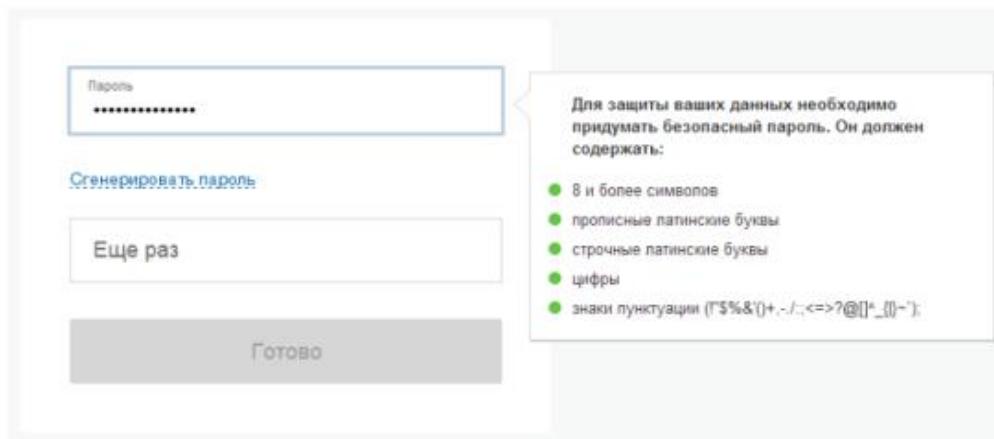 Пароль
••••••••••••••
Сгенерировать пароль
Еще раз
Готово
Для защиты ваших данных необходимо
придумать безопасный пароль. Он должен
содержать:
8 и более символов
прописные латинские буквы
строчные латинские буквы
цифры
знаки пунктуации (!"$%&'()+,-./:;<=>?@[]^_{|}~`);